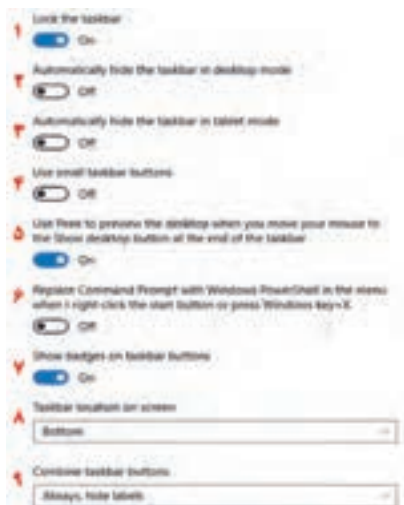 ۱ Lock the taskbar
On
۲ Automatically hide the taskbar in desktop mode
Off
۳ Automatically hide the taskbar in tablet mode
Off
۴ Use small taskbar buttons
Off
۵ Use Peek to preview the desktop when you move your mouse to
the Show desktop button at the end of the taskbar
On
۶ Replace Command Prompt with Windows PowerShell in the menu
when I right-click the start button or press Windows key+X
Off
۷ Show badges on taskbar buttons
On
۸ Taskbar location on screen
Bottom
۹ Combine taskbar buttons
Always, hide labels